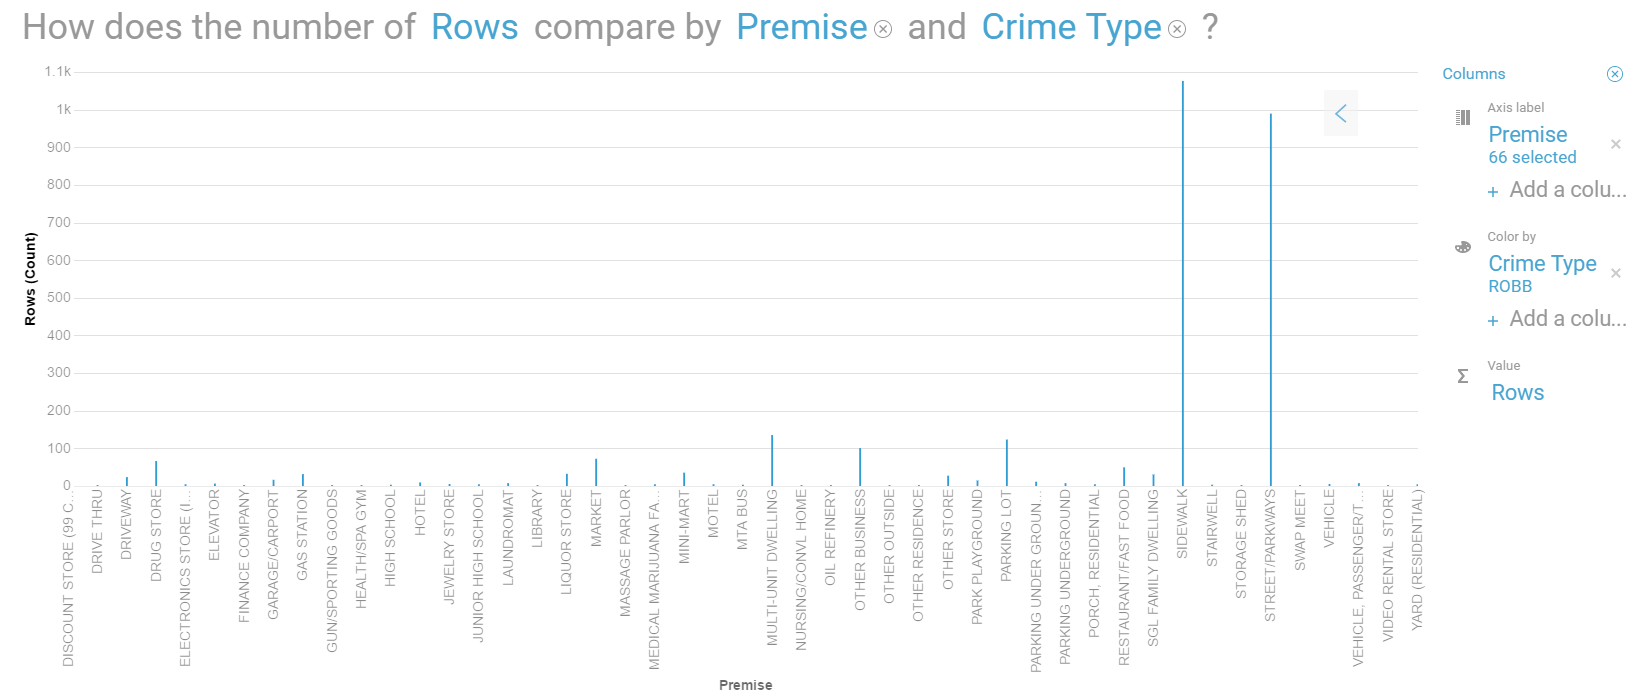 How does the number of Rows compare by Premise and Crime Type ?
1.1k
1k
900
800
700
600
500
400
300
200
100
0
Rows (Count)
DISCOUNT STORE (99 C...
DRIVE THRU
DRIVEWAY
DRUG STORE
ELECTRONICS STORE (I...
ELEVATOR
FINANCE COMPANY
GARAGE/CARPORT
GAS STATION
GUN/SPORTING GOODS
HEALTH/SPA GYM
HIGH SCHOOL
HOTEL
JEWELRY STORE
JUNIOR HIGH SCHOOL
LAUNDROMAT
LIBRARY
LIQUOR STORE
MARKET
MASSAGE PARLOR
MEDICAL MARIJUANA FA...
MINI-MART
MOTEL
MTA BUS
MULTI-UNIT DWELLING
NURSING/CONVL HOME
OIL REFINERY
OTHER BUSINESS
OTHER OUTSIDE
OTHER RESIDENCE
OTHER STORE
PARK PLAYGROUND
PARKING LOT
PARKING UNDER GROUN...
PARKING UNDERGROUND
PORCH, RESIDENTIAL
RESTAURANT/FAST FOOD
SGL FAMILY DWELLING
SIDEWALK
STAIRWELL
STORAGE SHED
STREET/PARKWAYS
SWAP MEET
VEHICLE
VEHICLE, PASSENGER/T...
VIDEO RENTAL STORE
YARD (RESIDENTIAL)
Premise
Columns
Axis label
Premise
66 selected
+ Add a colu...
Color by
Crime Type
ROBB
+ Add a colu...
Value
Σ Rows